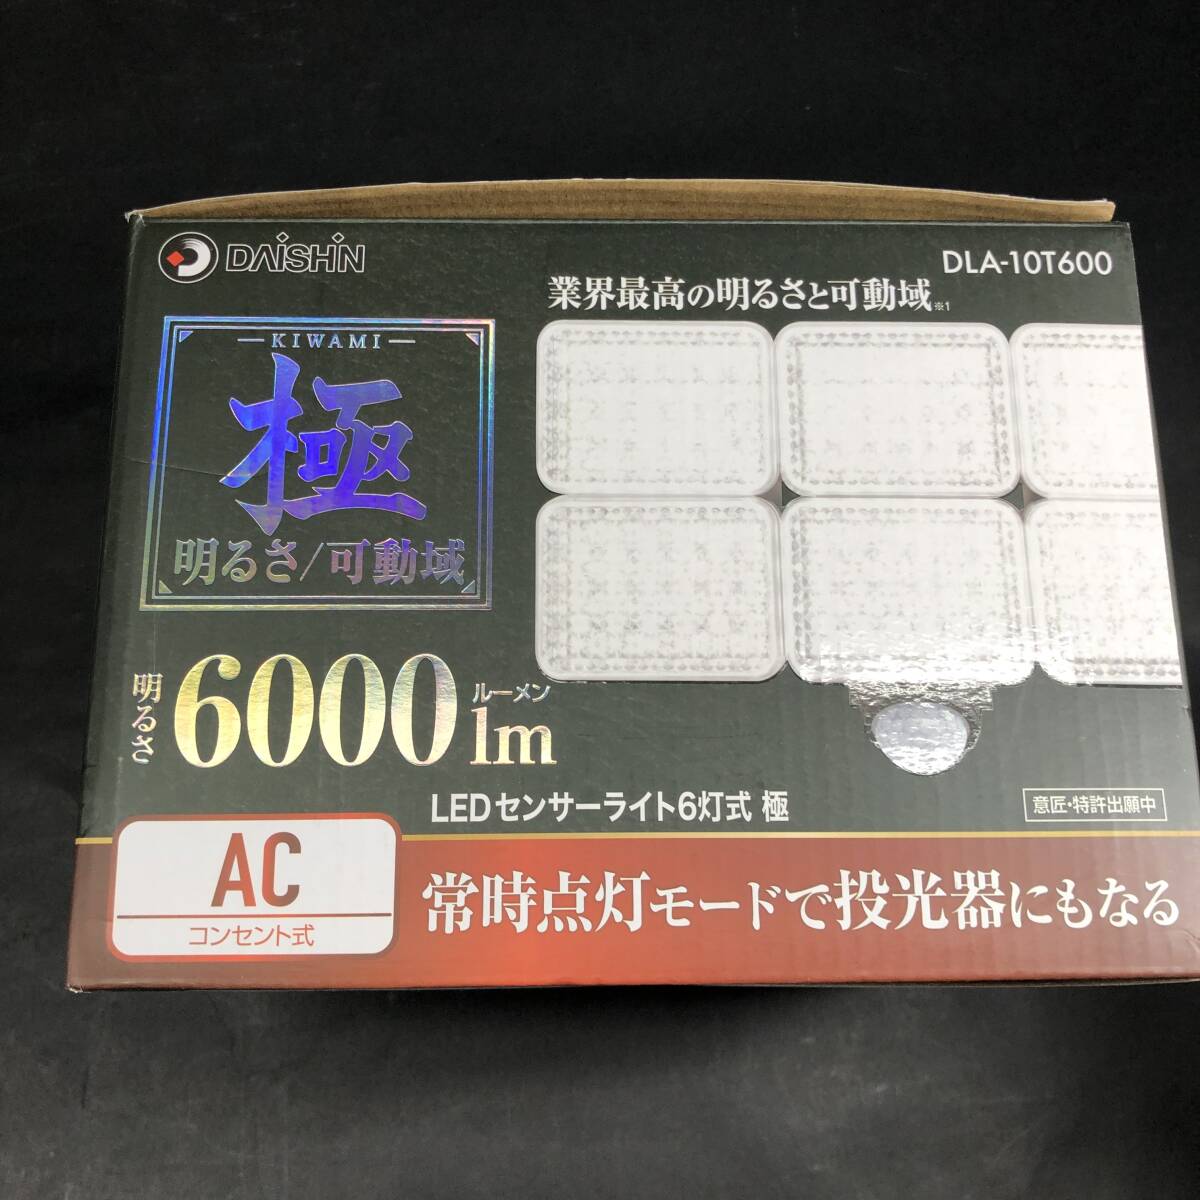 DAISHIN
DLA-10T600
業界最高の明るさと可動域※1
KIWAMI
極
明るさ/可動域
明るさ 6000lm
ルーメン
LEDセンサーライト6灯式 極
意匠・特許出願中
AC
コンセント式
常時点灯モードで投光器にもなる